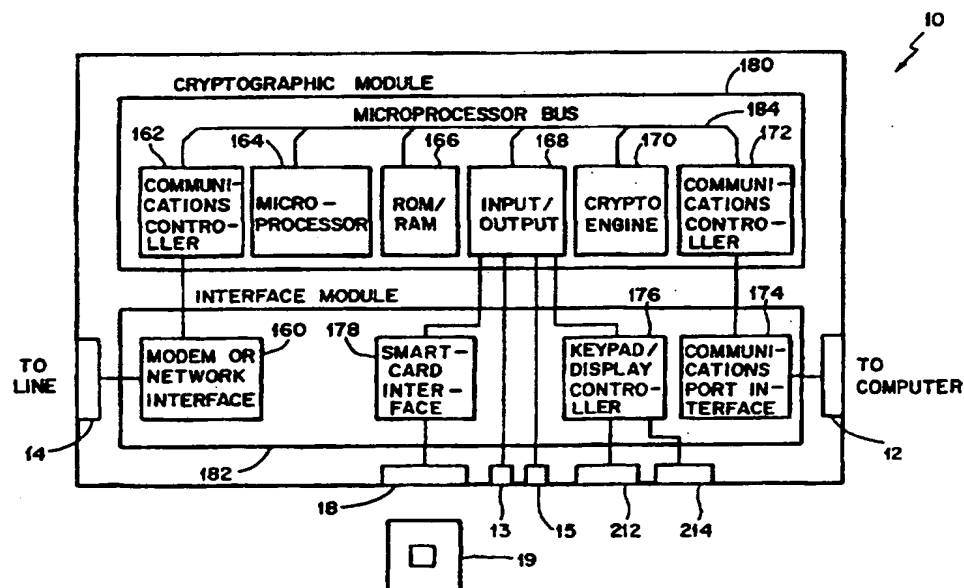 10
CRYPTOGRAPHIC MODULE
180
MICROPROCESSOR BUS
184
162
164
166
168
170
172
COMMUNI-
CATIONS
CONTRO-
LLER
MICRO-
PROCESSOR
ROM/
RAM
INPUT/
OUTPUT
CRYPTO
ENGINE
COMMUNI-
CATIONS
CONTRO-
LLER
INTERFACE MODULE
160
178
176
174
TO
LINE
MODEM OR
NETWORK
INTERFACE
SMART-
CARD
INTER-
FACE
KEYPAD/
DISPLAY
CONTRO-
LLER
COMMUNI-
CATIONS
PORT IN-
TERFACE
TO
COMPUTER
14
182
18
13
15
212
214
12
19